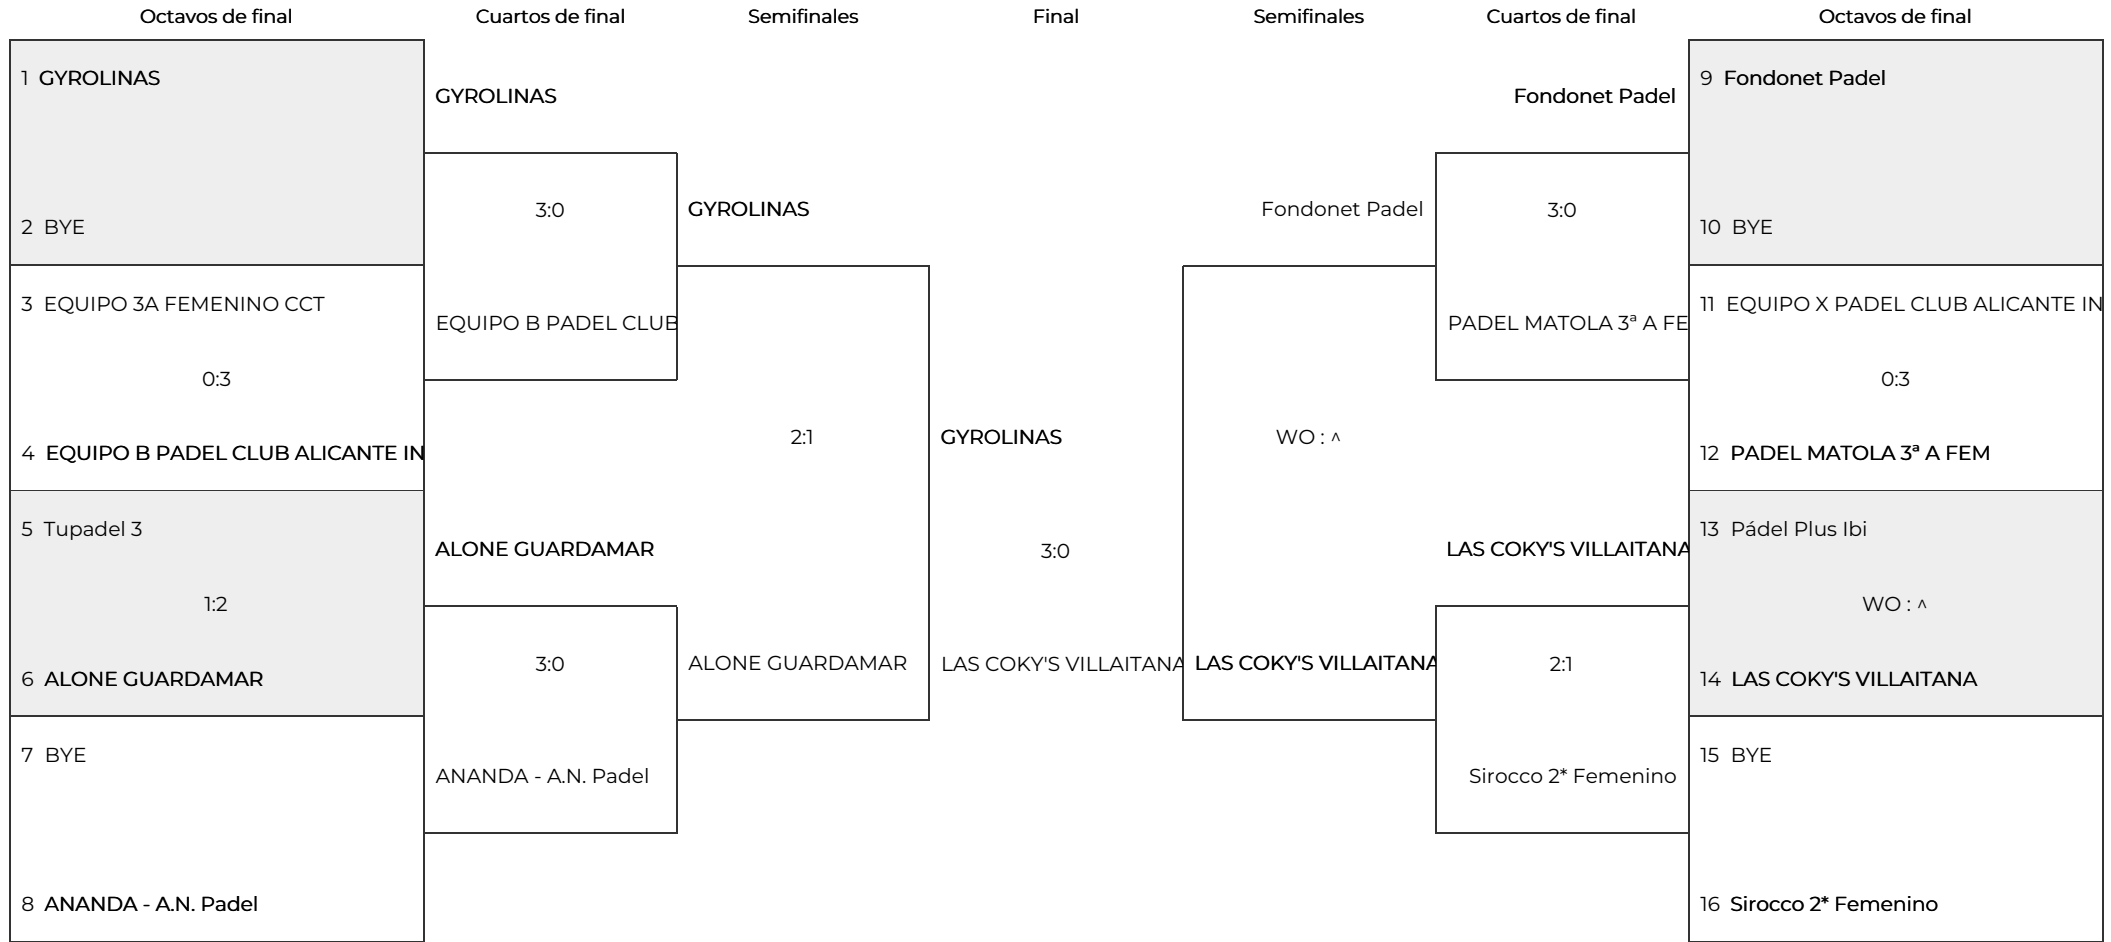 Octavos de final
Cuartos de final
Semifinales
Final
Semifinales
Cuartos de final
Octavos de final
1 GYROLINAS
2 BYE
3 EQUIPO 3A FEMENINO CCT
0:3
4 EQUIPO B PADEL CLUB ALICANTE IN
5 Tupadel 3
1:2
6 ALONE GUARDAMAR
7 BYE
8 ANANDA - A.N. Padel
GYROLINAS
3:0
EQUIPO B PADEL CLUB
ALONE GUARDAMAR
3:0
ANANDA - A.N. Padel
GYROLINAS
2:1
ALONE GUARDAMAR
GYROLINAS
3:0
LAS COKY'S VILLAITANA
Fondonet Padel
WO : ^
LAS COKY'S VILLAITANA
Fondonet Padel
3:0
PADEL MATOLA 3ª A FE
LAS COKY'S VILLAITANA
2:1
Sirocco 2* Femenino
9 Fondonet Padel
10 BYE
11 EQUIPO X PADEL CLUB ALICANTE IN
0:3
12 PADEL MATOLA 3ª A FEM
13 Pádel Plus Ibi
WO : ^
14 LAS COKY'S VILLAITANA
15 BYE
16 Sirocco 2* Femenino